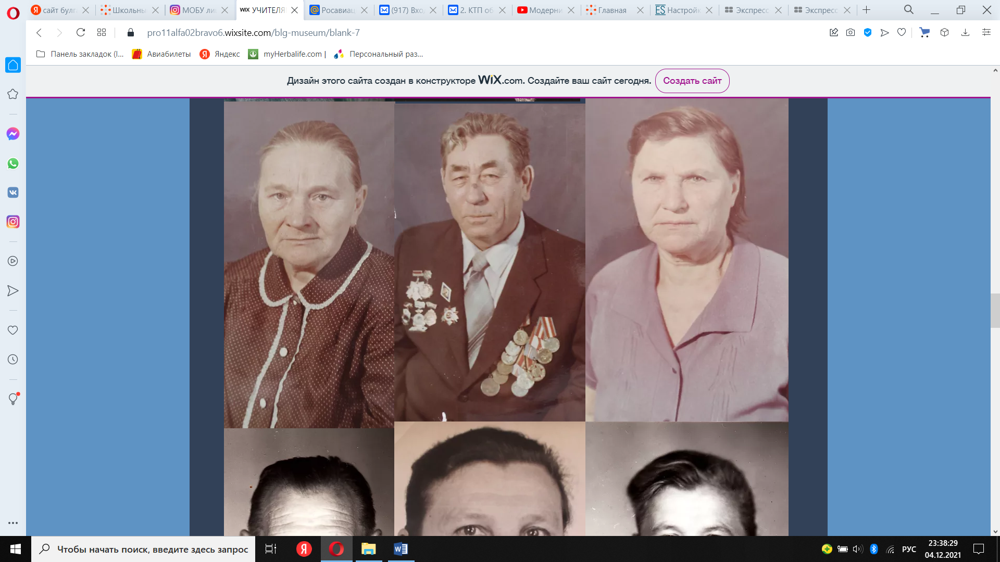 сайт булга
Школьны
МОБУ ли
WiX УЧИТЕЛЯ
Росавиац
(917) Вхо
2. КТП об
Модерни
Главная
ES Настройк
Экспресс
Экспресс
pro11alfa02bravo6.wixsite.com/blg-museum/blank-7
Панель закладок (I...
Авиабилеты
Я Яндекс
myHerbalife.com |
Персональный раз...
Дизайн этого сайта создан в конструкторе WiX.com. Создайте ваш сайт сегодня. Создать сайт
Чтобы начать поиск, введите здесь запрос
РУС
23:38:29
04.12.2021